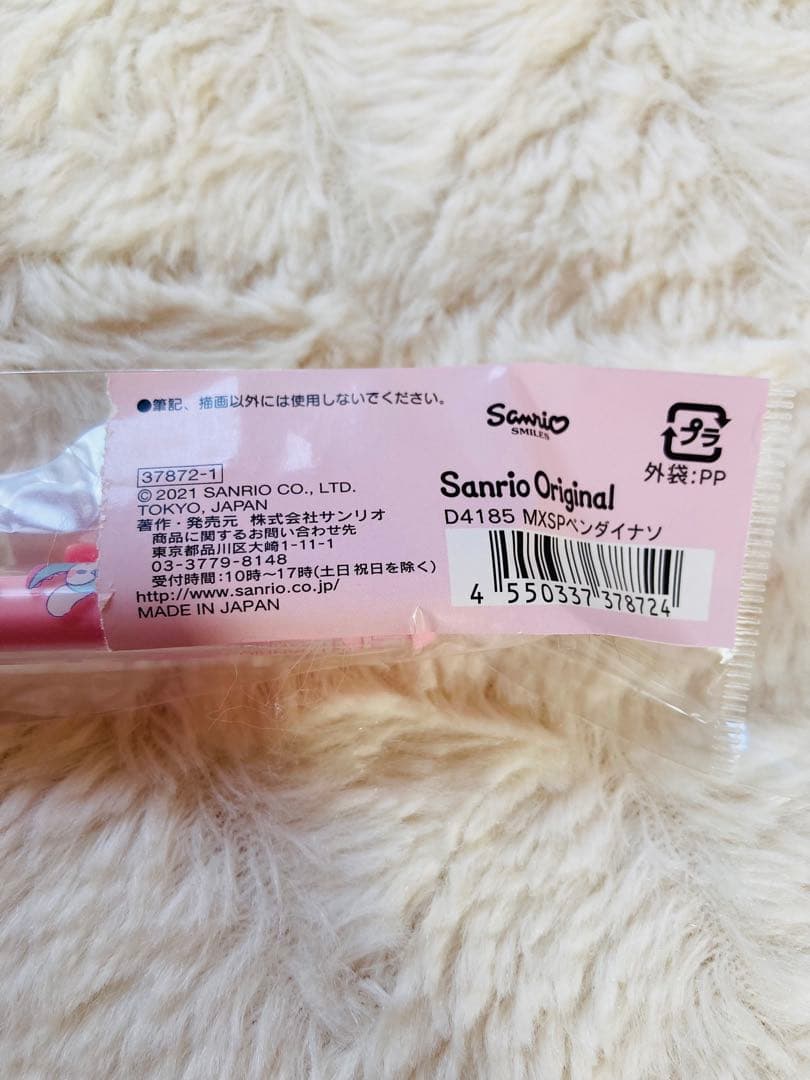 ●筆記、描画以外には使用しないでください。
37872-1
© 2021 SANRIO CO., LTD.
TOKYO, JAPAN
著作・発売元 株式会社サンリオ
商品に関するお問い合わせ先
東京都品川区大崎1-11-1
03-3779-8148
受付時間:10時～17時(土日祝日を除く)
http://www.sanrio.co.jp/
MADE IN JAPAN
Sanrio
SMILES
プラ
外袋:PP
Sanrio Original
D4185 MXSPペンダイナソ
4 550337 378724